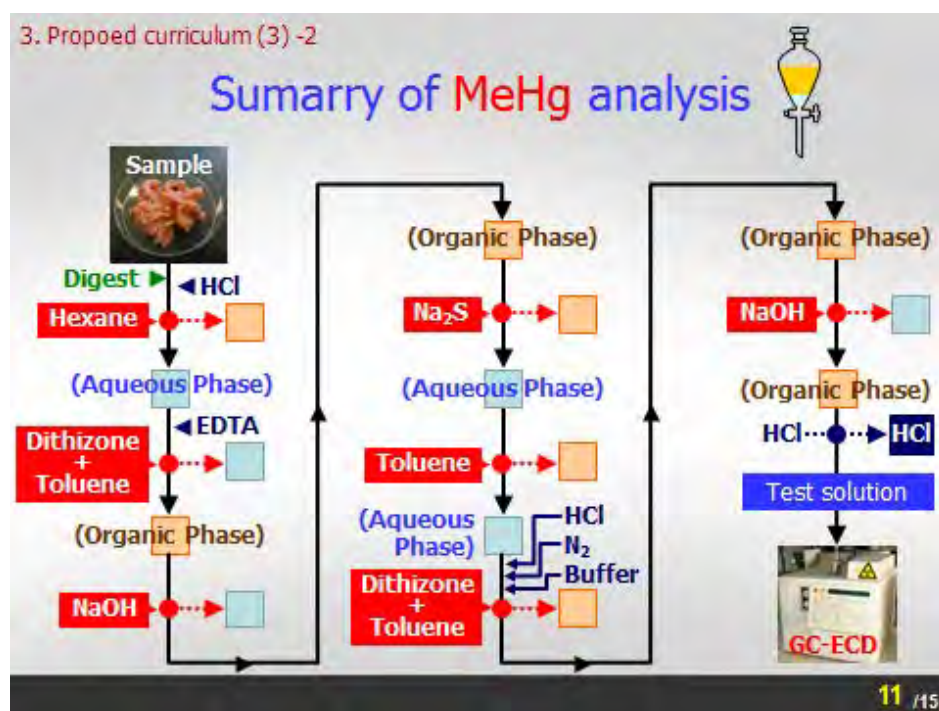 3. Propoed curriculum (3) -2
Sumarry of MeHg analysis
Sample
Digest
HCl
Hexane
(Aqueous Phase)
EDTA
Dithizone
+
Toluene
(Organic Phase)
NaOH
(Organic Phase)
Na₂S
(Aqueous Phase)
Toluene
(Aqueous
Phase)
HCl
N₂
Buffer
Dithizone
+
Toluene
(Organic Phase)
NaOH
(Organic Phase)
HCl
HCl
Test solution
GC-ECD
11 /15